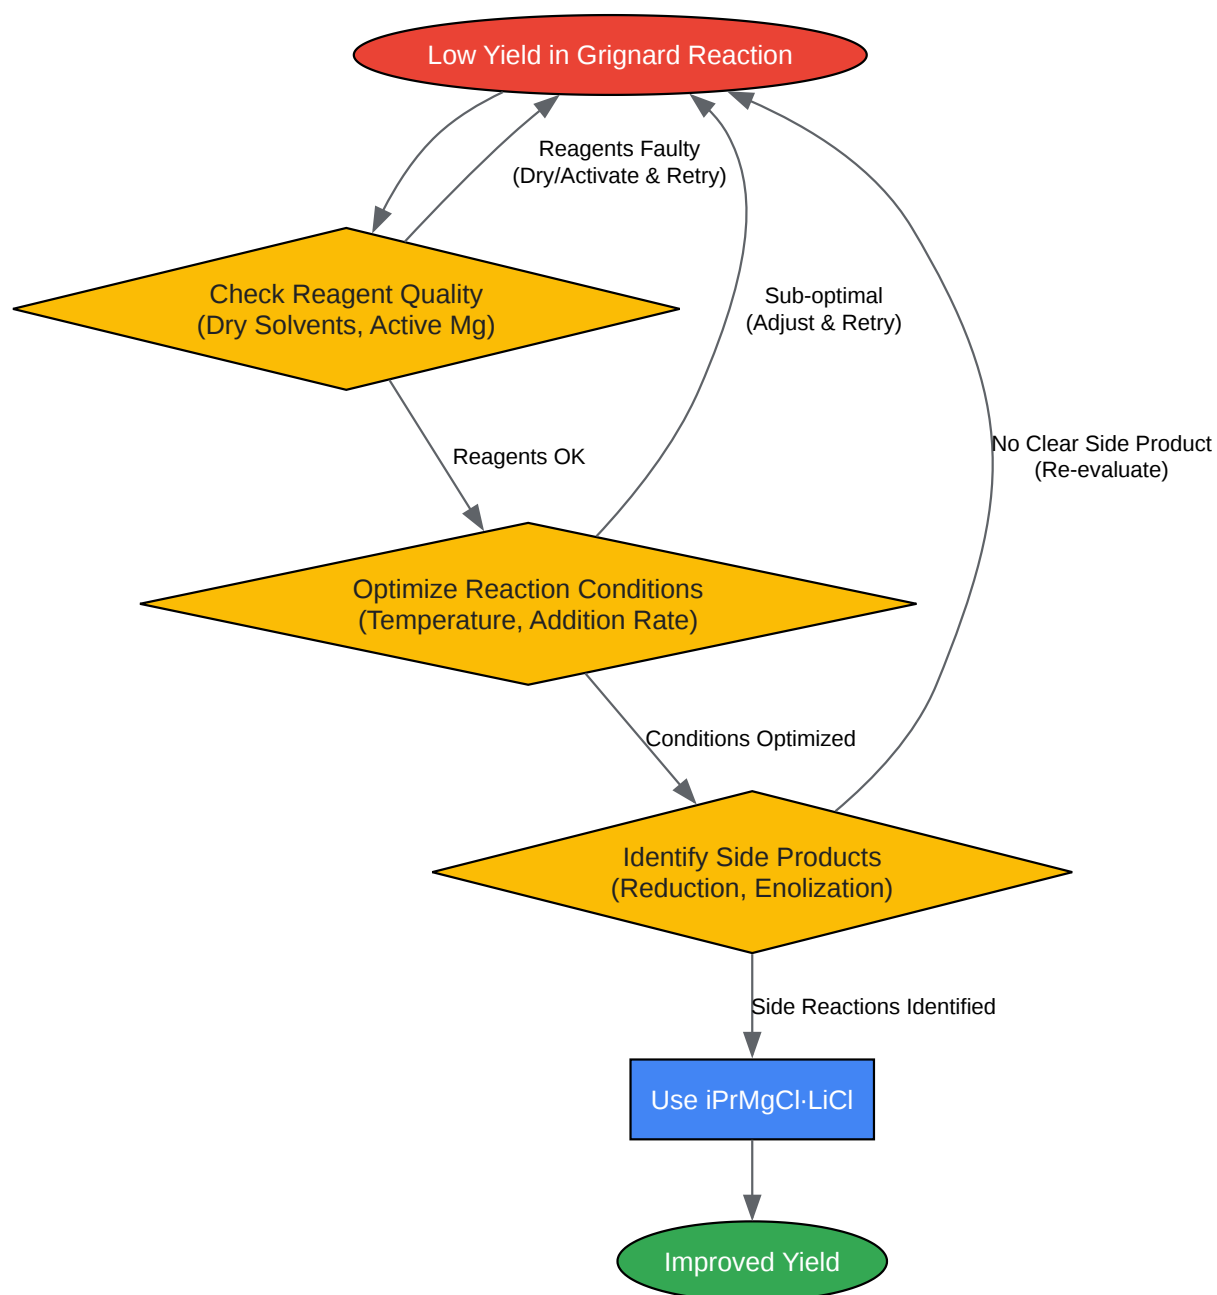 Low Yield in Grignard Reaction
Reagents Faulty
(Dry/Activate & Retry)
Check Reagent Quality
(Dry Solvents, Active Mg)
Sub-optimal
(Adjust & Retry)
No Clear Side Product
(Re-evaluate)
Reagents OK
Optimize Reaction Conditions
(Temperature, Addition Rate)
Conditions Optimized
Identify Side Products
(Reduction, Enolization)
Side Reactions Identified
Use iPrMgCl·LiCl
Improved Yield